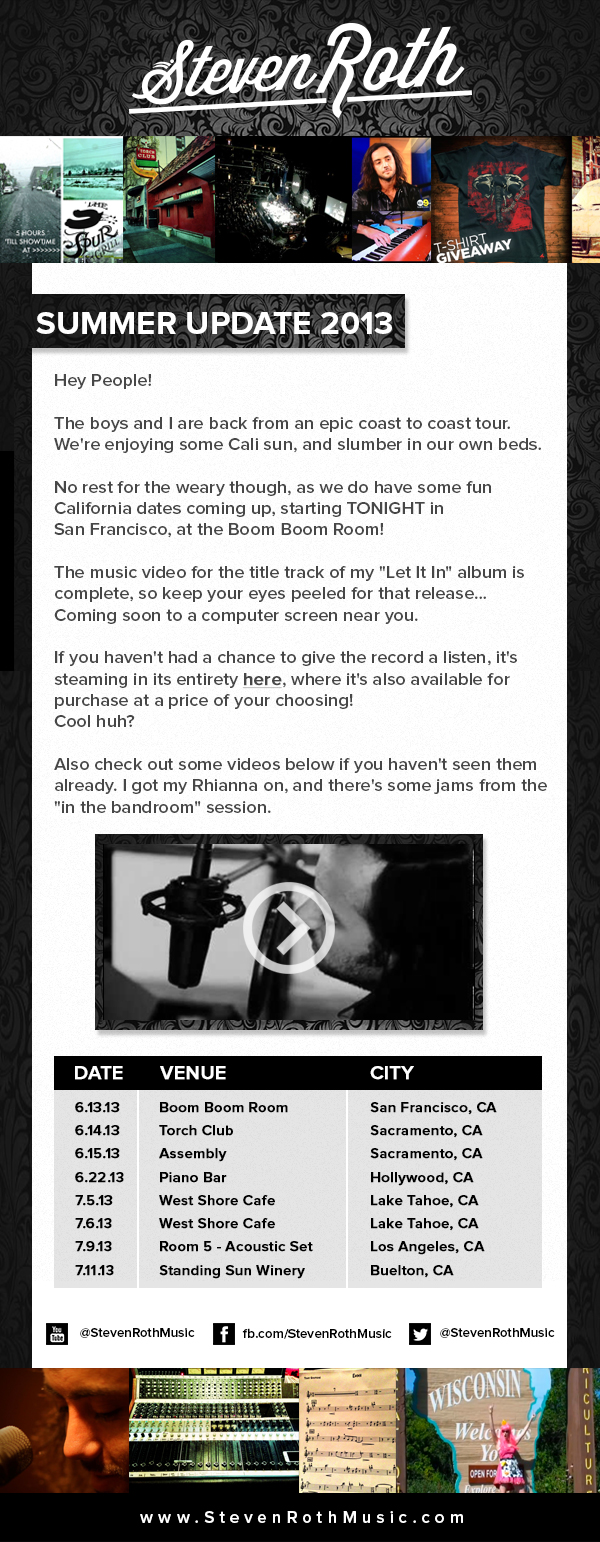 Steven Roth
5 HOURS
'TILL SHOWTIME
AT >>>>>>>
THE
SPUR
GRILL
TORCH
CLUB
9
T-SHIRT
GIVEAWAY
SUMMER UPDATE 2013
Hey People!
The boys and I are back from an epic coast to coast tour.
We're enjoying some Cali sun, and slumber in our own beds.
No rest for the weary though, as we do have some fun
California dates coming up, starting TONIGHT in
San Francisco, at the Boom Boom Room!
The music video for the title track of my "Let It In" album is
complete, so keep your eyes peeled for that release...
Coming soon to a computer screen near you.
If you haven't had a chance to give the record a listen, it's
steaming in its entirety here, where it's also available for
purchase at a price of your choosing!
Cool huh?
Also check out some videos below if you haven't seen them
already. I got my Rhianna on, and there's some jams from the
"in the bandroom" session.
DATE VENUE CITY
6.13.13 Boom Boom Room San Francisco, CA
6.14.13 Torch Club Sacramento, CA
6.15.13 Assembly Sacramento, CA
6.22.13 Piano Bar Hollywood, CA
7.5.13 West Shore Cafe Lake Tahoe, CA
7.6.13 West Shore Cafe Lake Tahoe, CA
7.9.13 Room 5 - Acoustic Set Los Angeles, CA
7.11.13 Standing Sun Winery Buelton, CA
You Tube @StevenRothMusic f fb.com/StevenRothMusic @StevenRothMusic
WISCONSIN
Welcomes
You
OPEN FOR
Explore
RICULTUR
www.StevenRothMusic.com